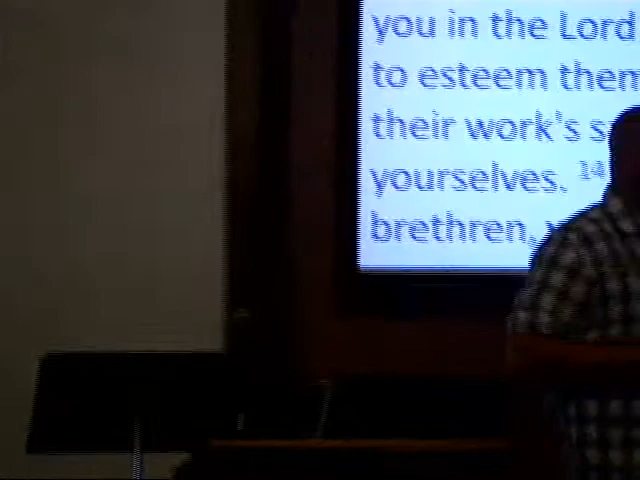 you in the Lord
to esteem them
their work's
yourselves. 14
brethren,